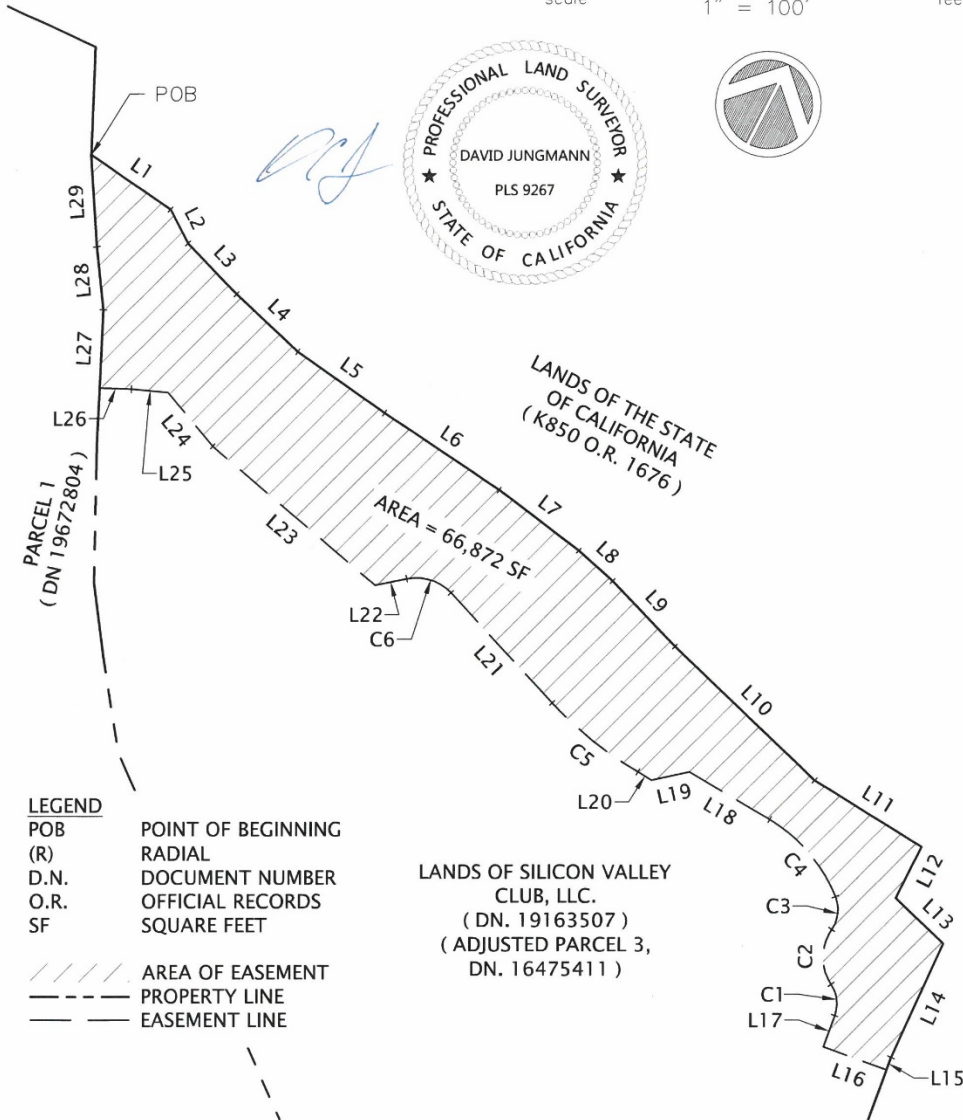 scale
1" = 100'
fee
POB
PROFESSIONAL LAND SURVEYOR
DAVID JUNGMANN
PLS 9267
STATE OF CALIFORNIA
L1
L2
L3
L4
L5
L6
L7
L8
L9
L10
L11
L12
L13
L14
L15
L16
L17
C1
C2
C3
C4
L18
L19
L20
C5
L21
C6
L22
L23
L24
L25
L26
L27
L28
L29
LANDS OF THE STATE
OF CALIFORNIA
( K850 O.R. 1676 )
AREA = 66,872 SF
PARCEL 1
( DN 19672804 )
LEGEND
POB POINT OF BEGINNING
(R) RADIAL
D.N. DOCUMENT NUMBER
O.R. OFFICIAL RECORDS
SF SQUARE FEET
AREA OF EASEMENT
PROPERTY LINE
EASEMENT LINE
LANDS OF SILICON VALLEY
CLUB, LLC.
( DN. 19163507 )
( ADJUSTED PARCEL 3,
DN. 16475411 )